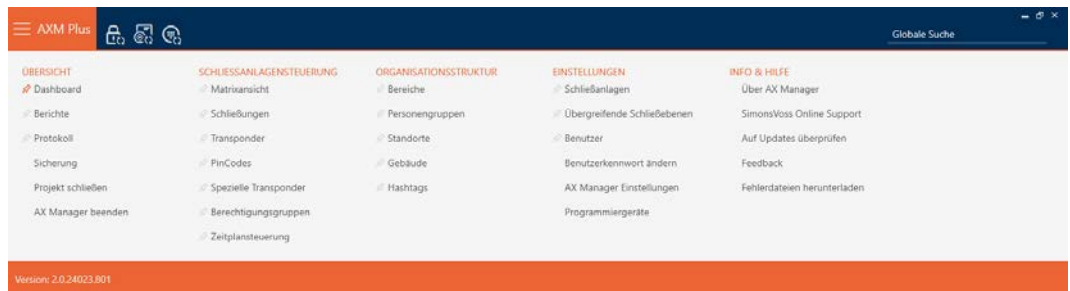 AXM Plus
Globale Suche
ÜBERSICHT
Dashboard
Berichte
Protokoll
Sicherung
Projekt schließen
AX Manager beenden
SCHLIESSANLAGENSTEUERUNG
Matrixansicht
Schließungen
Transponder
PinCodes
Spezielle Transponder
Berechtigungsgruppen
Zeitplansteuerung
ORGANISATIONSSTRUKTUR
Bereiche
Personengruppen
Standorte
Gebäude
Hashtags
EINSTELLUNGEN
Schließanlagen
Übergreifende Schließebenen
Benutzer
Benutzerkennwort ändern
AX Manager Einstellungen
Programmiergeräte
INFO & HILFE
Über AX Manager
SimonsVoss Online Support
Auf Updates überprüfen
Feedback
Fehlerdateien herunterladen
Version: 2.0.24023.801